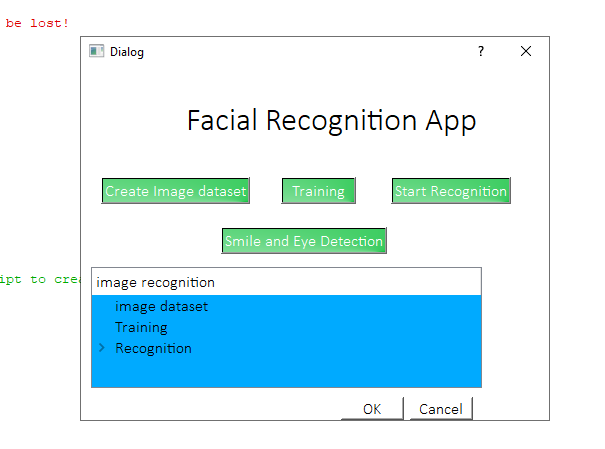 be lost!
Dialog
?
Facial Recognition App
Create Image dataset
Training
Start Recognition
Smile and Eye Detection
ipt to crea
image recognition
image dataset
Training
Recognition
OK
Cancel